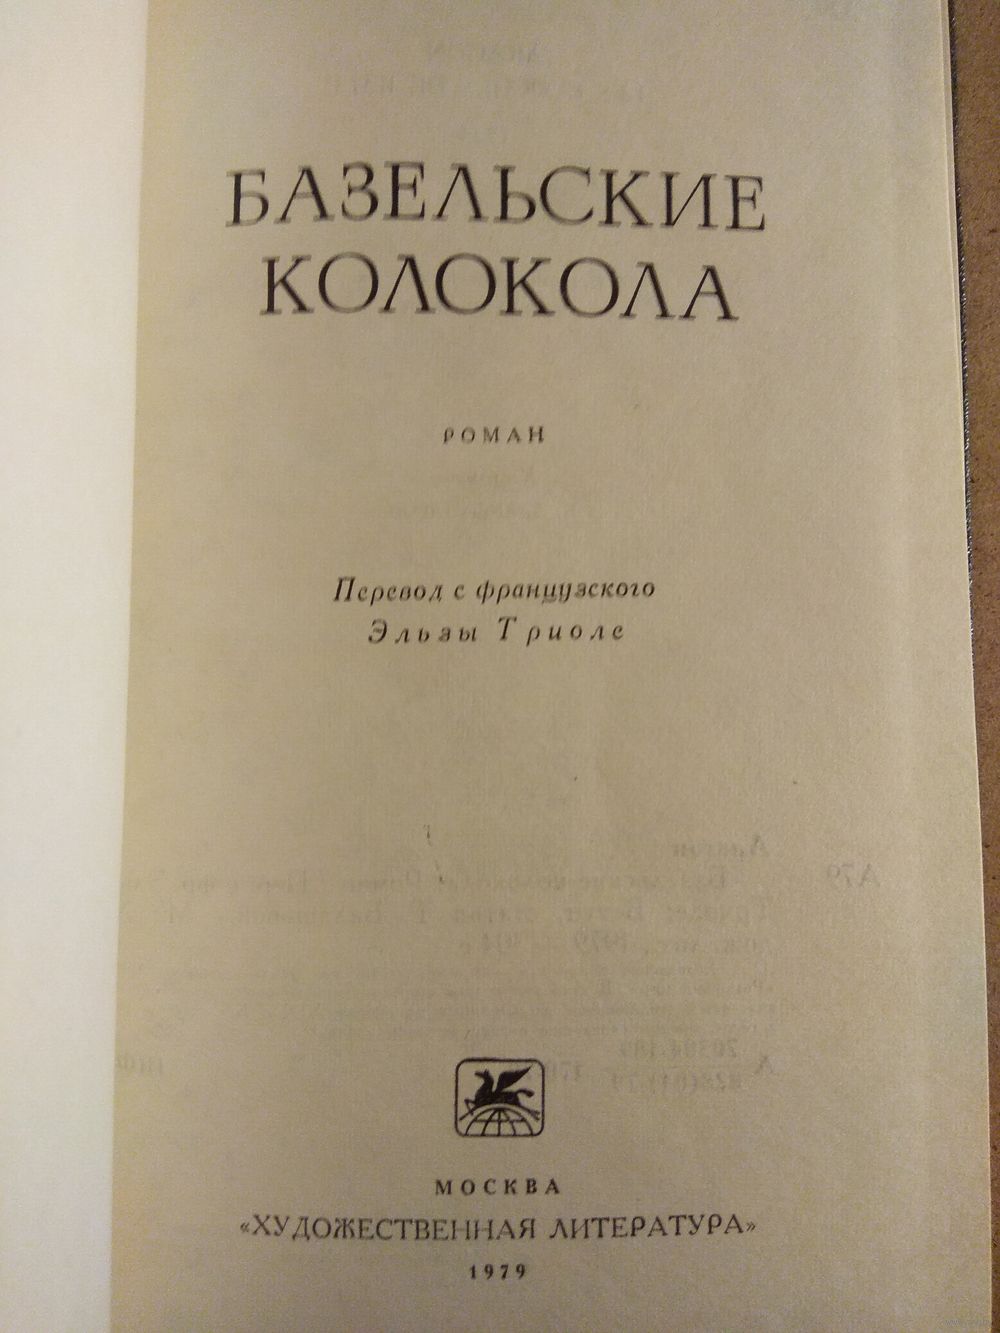 БАЗЕЛЬСКИЕ
КОЛОКОЛА
РОМАН
Перевод с французского
Эльзы Триоле
МОСКВА
«ХУДОЖЕСТВЕННАЯ ЛИТЕРАТУРА»
1979